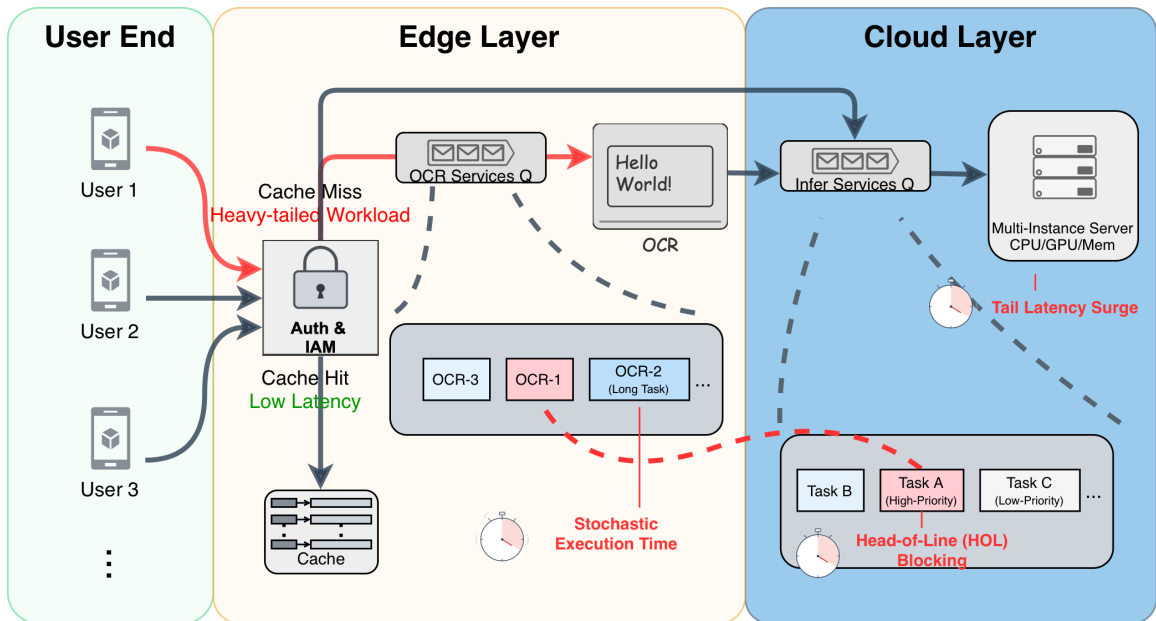 User End
Edge Layer
Cloud Layer
User 1
User 2
User 3
Cache Miss
Heavy-tailed Workload
Auth &
IAM
Cache Hit
Low Latency
Cache
OCR Services Q
Hello
World!
OCR
OCR-3
OCR-1
OCR-2
(Long Task)
...
Stochastic
Execution Time
Infer Services Q
Multi-Instance Server
CPU/GPU/Mem
Tail Latency Surge
Task B
Task A
(High-Priority)
Task C
(Low-Priority)
...
Head-of-Line (HOL)
Blocking